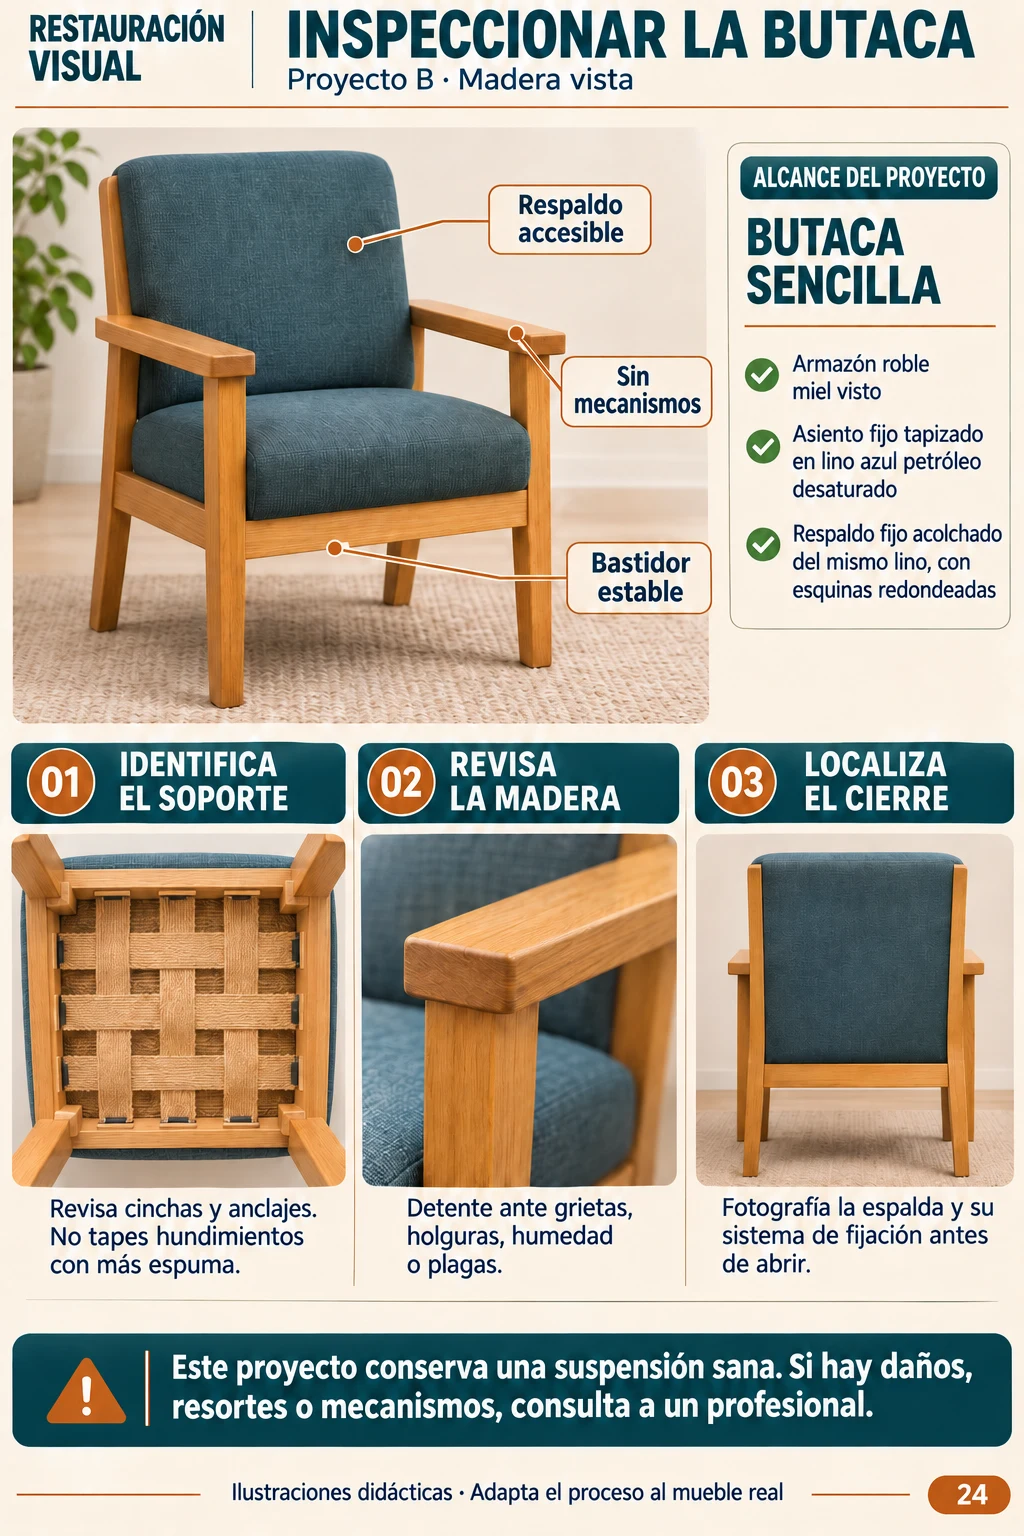 RESTAURACIÓN
VISUAL
INSPECCIONAR LA BUTACA
Proyecto B · Madera vista
Respaldo
accesible
Sin
mecanismos
Bastidor
estable
ALCANCE DEL PROYECTO
BUTACA
SENCILLA
Armazón roble
miel visto
Asiento fijo tapizado
en lino azul petróleo
desaturado
Respaldo fijo acolchado
del mismo lino, con
esquinas redondeadas
01
IDENTIFICA
EL SOPORTE
Revisa cinchas y anclajes.
No tapes hundimientos
con más espuma.
02
REVISA
LA MADERA
Detente ante grietas,
holguras, humedad
o plagas.
03
LOCALIZA
EL CIERRE
Fotografía la espalda y su
sistema de fijación antes
de abrir.
Este proyecto conserva una suspensión sana. Si hay daños,
resortes o mecanismos, consulta a un profesional.
Ilustraciones didácticas · Adapta el proceso al mueble real
24